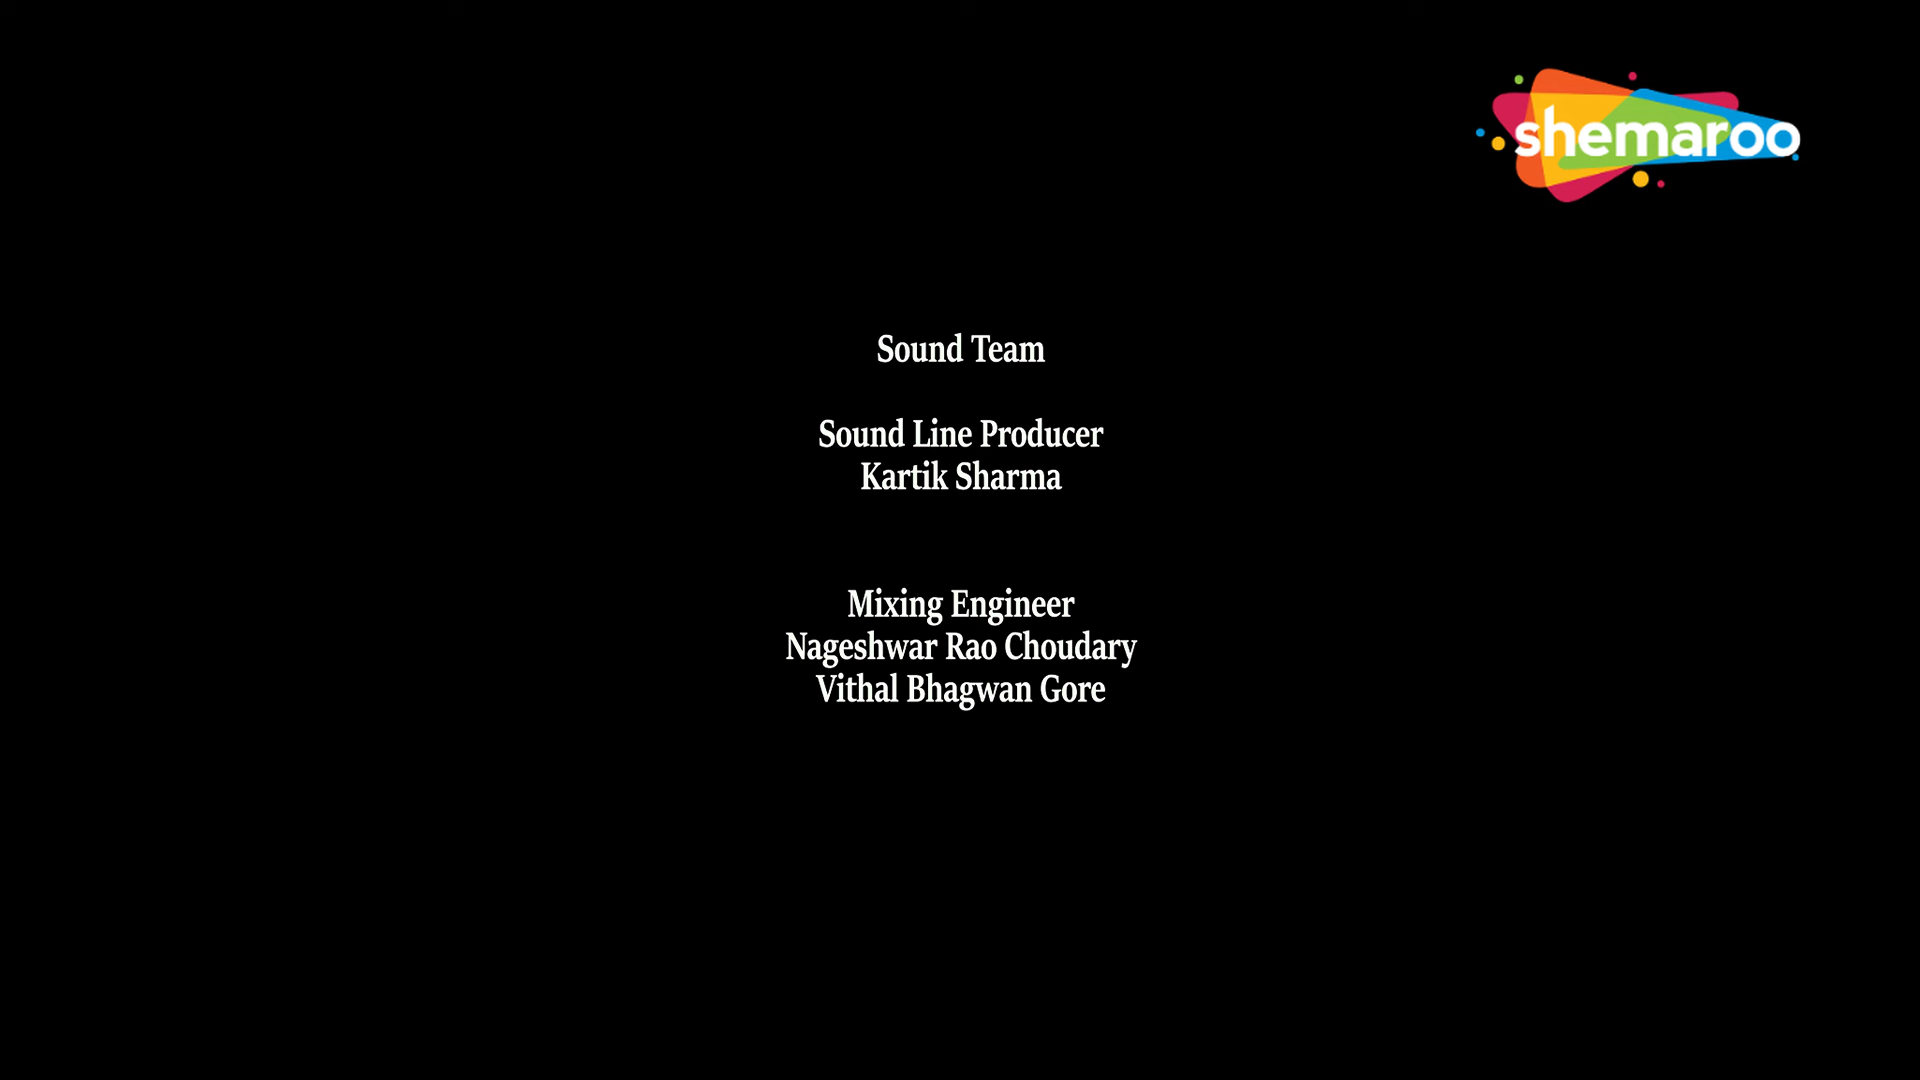 shemaroo
Sound Team
Sound Line Producer
Kartik Sharma
Mixing Engineer
Nageshwar Rao Choudary
Vithal Bhagwan Gore